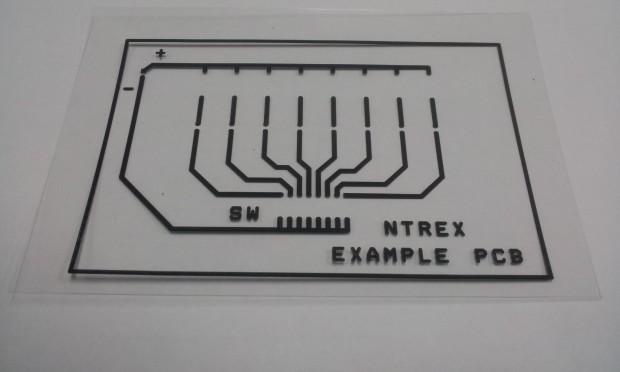 +
-
SW
NTREX
EXAMPLE PCB